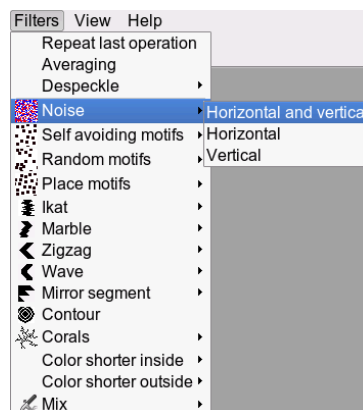 Filters View Help
Repeat last operation
Averaging
Despeckle
Noise
Horizontal and vertica
Self avoiding motifs
Horizontal
Random motifs
Vertical
Place motifs
Ikat
Marble
Zigzag
Wave
Mirror segment
Contour
Corals
Color shorter inside
Color shorter outside
Mix